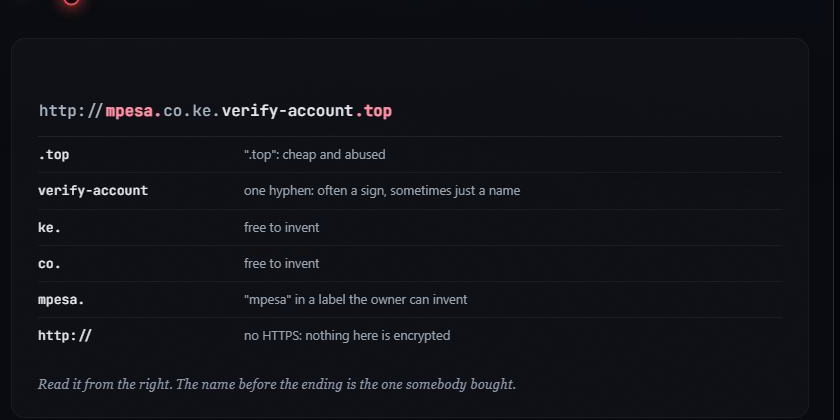 http://mpesa.co.ke.verify-account.top
.top ".top": cheap and abused
verify-account one hyphen: often a sign, sometimes just a name
ke. free to invent
co. free to invent
mpesa. "mpesa" in a label the owner can invent
http:// no HTTPS: nothing here is encrypted
Read it from the right. The name before the ending is the one somebody bought.